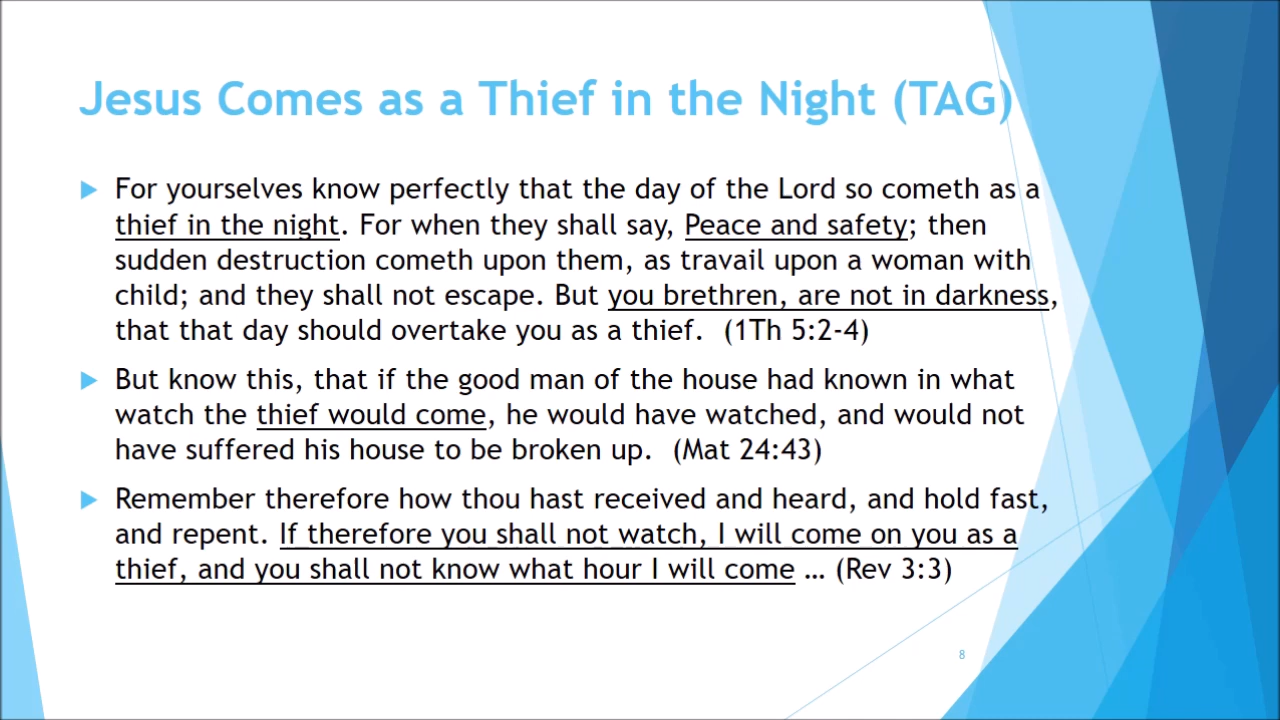 Jesus Comes as a Thief in the Night (TAG)
For yourselves know perfectly that the day of the Lord so cometh as a
thief in the night. For when they shall say, Peace and safety; then
sudden destruction cometh upon them, as travail upon a woman with
child; and they shall not escape. But you brethren, are not in darkness,
that that day should overtake you as a thief. (1Th 5:2-4)
But know this, that if the good man of the house had known in what
watch the thief would come, he would have watched, and would not
have suffered his house to be broken up. (Mat 24:43)
Remember therefore how thou hast received and heard, and hold fast,
and repent. If therefore you shall not watch, I will come on you as a
thief, and you shall not know what hour I will come … (Rev 3:3)
8